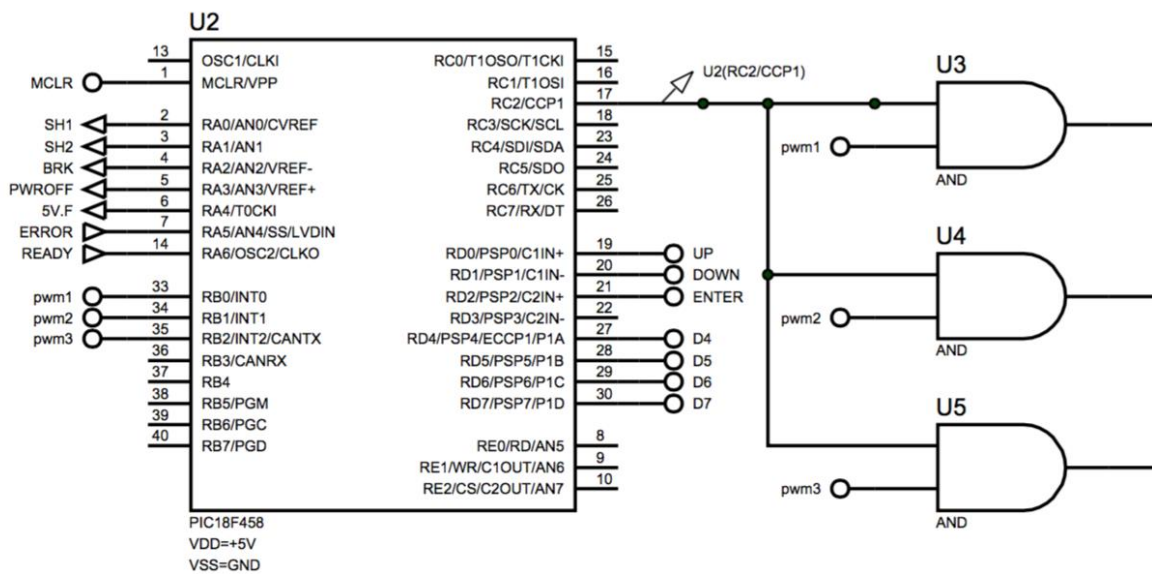 U2
13 OSC1/CLKI RC0/T1OSO/T1CKI 15
MCLR 1 MCLR/VPP RC1/T1OSI 16
RC2/CCP1 17 U2(RC2/CCP1)
SH1 2 RA0/AN0/CVREF RC3/SCK/SCL 18
SH2 3 RA1/AN1 RC4/SDI/SDA 23
BRK 4 RA2/AN2/VREF- RC5/SDO 24
PWROFF 5 RA3/AN3/VREF+ RC6/TX/CK 25
5V.F 6 RA4/T0CKI RC7/RX/DT 26
ERROR 7 RA5/AN4/SS/LVDIN
READY 14 RA6/OSC2/CLKO RD0/PSP0/C1IN+ 19 UP
RD1/PSP1/C1IN- 20 DOWN
pwm1 33 RB0/INT0 RD2/PSP2/C2IN+ 21 ENTER
pwm2 34 RB1/INT1 RD3/PSP3/C2IN- 22
pwm3 35 RB2/INT2/CANTX RD4/PSP4/ECCP1/P1A 27 D4
36 RB3/CANRX RD5/PSP5/P1B 28 D5
37 RB4 RD6/PSP6/P1C 29 D6
38 RB5/PGM RD7/PSP7/P1D 30 D7
39 RB6/PGC
40 RB7/PGD RE0/RD/AN5 8
RE1/WR/C1OUT/AN6 9
RE2/CS/C2OUT/AN7 10
PIC18F458
VDD=+5V
VSS=GND
U3
pwm1
AND
U4
pwm2
AND
U5
pwm3
AND